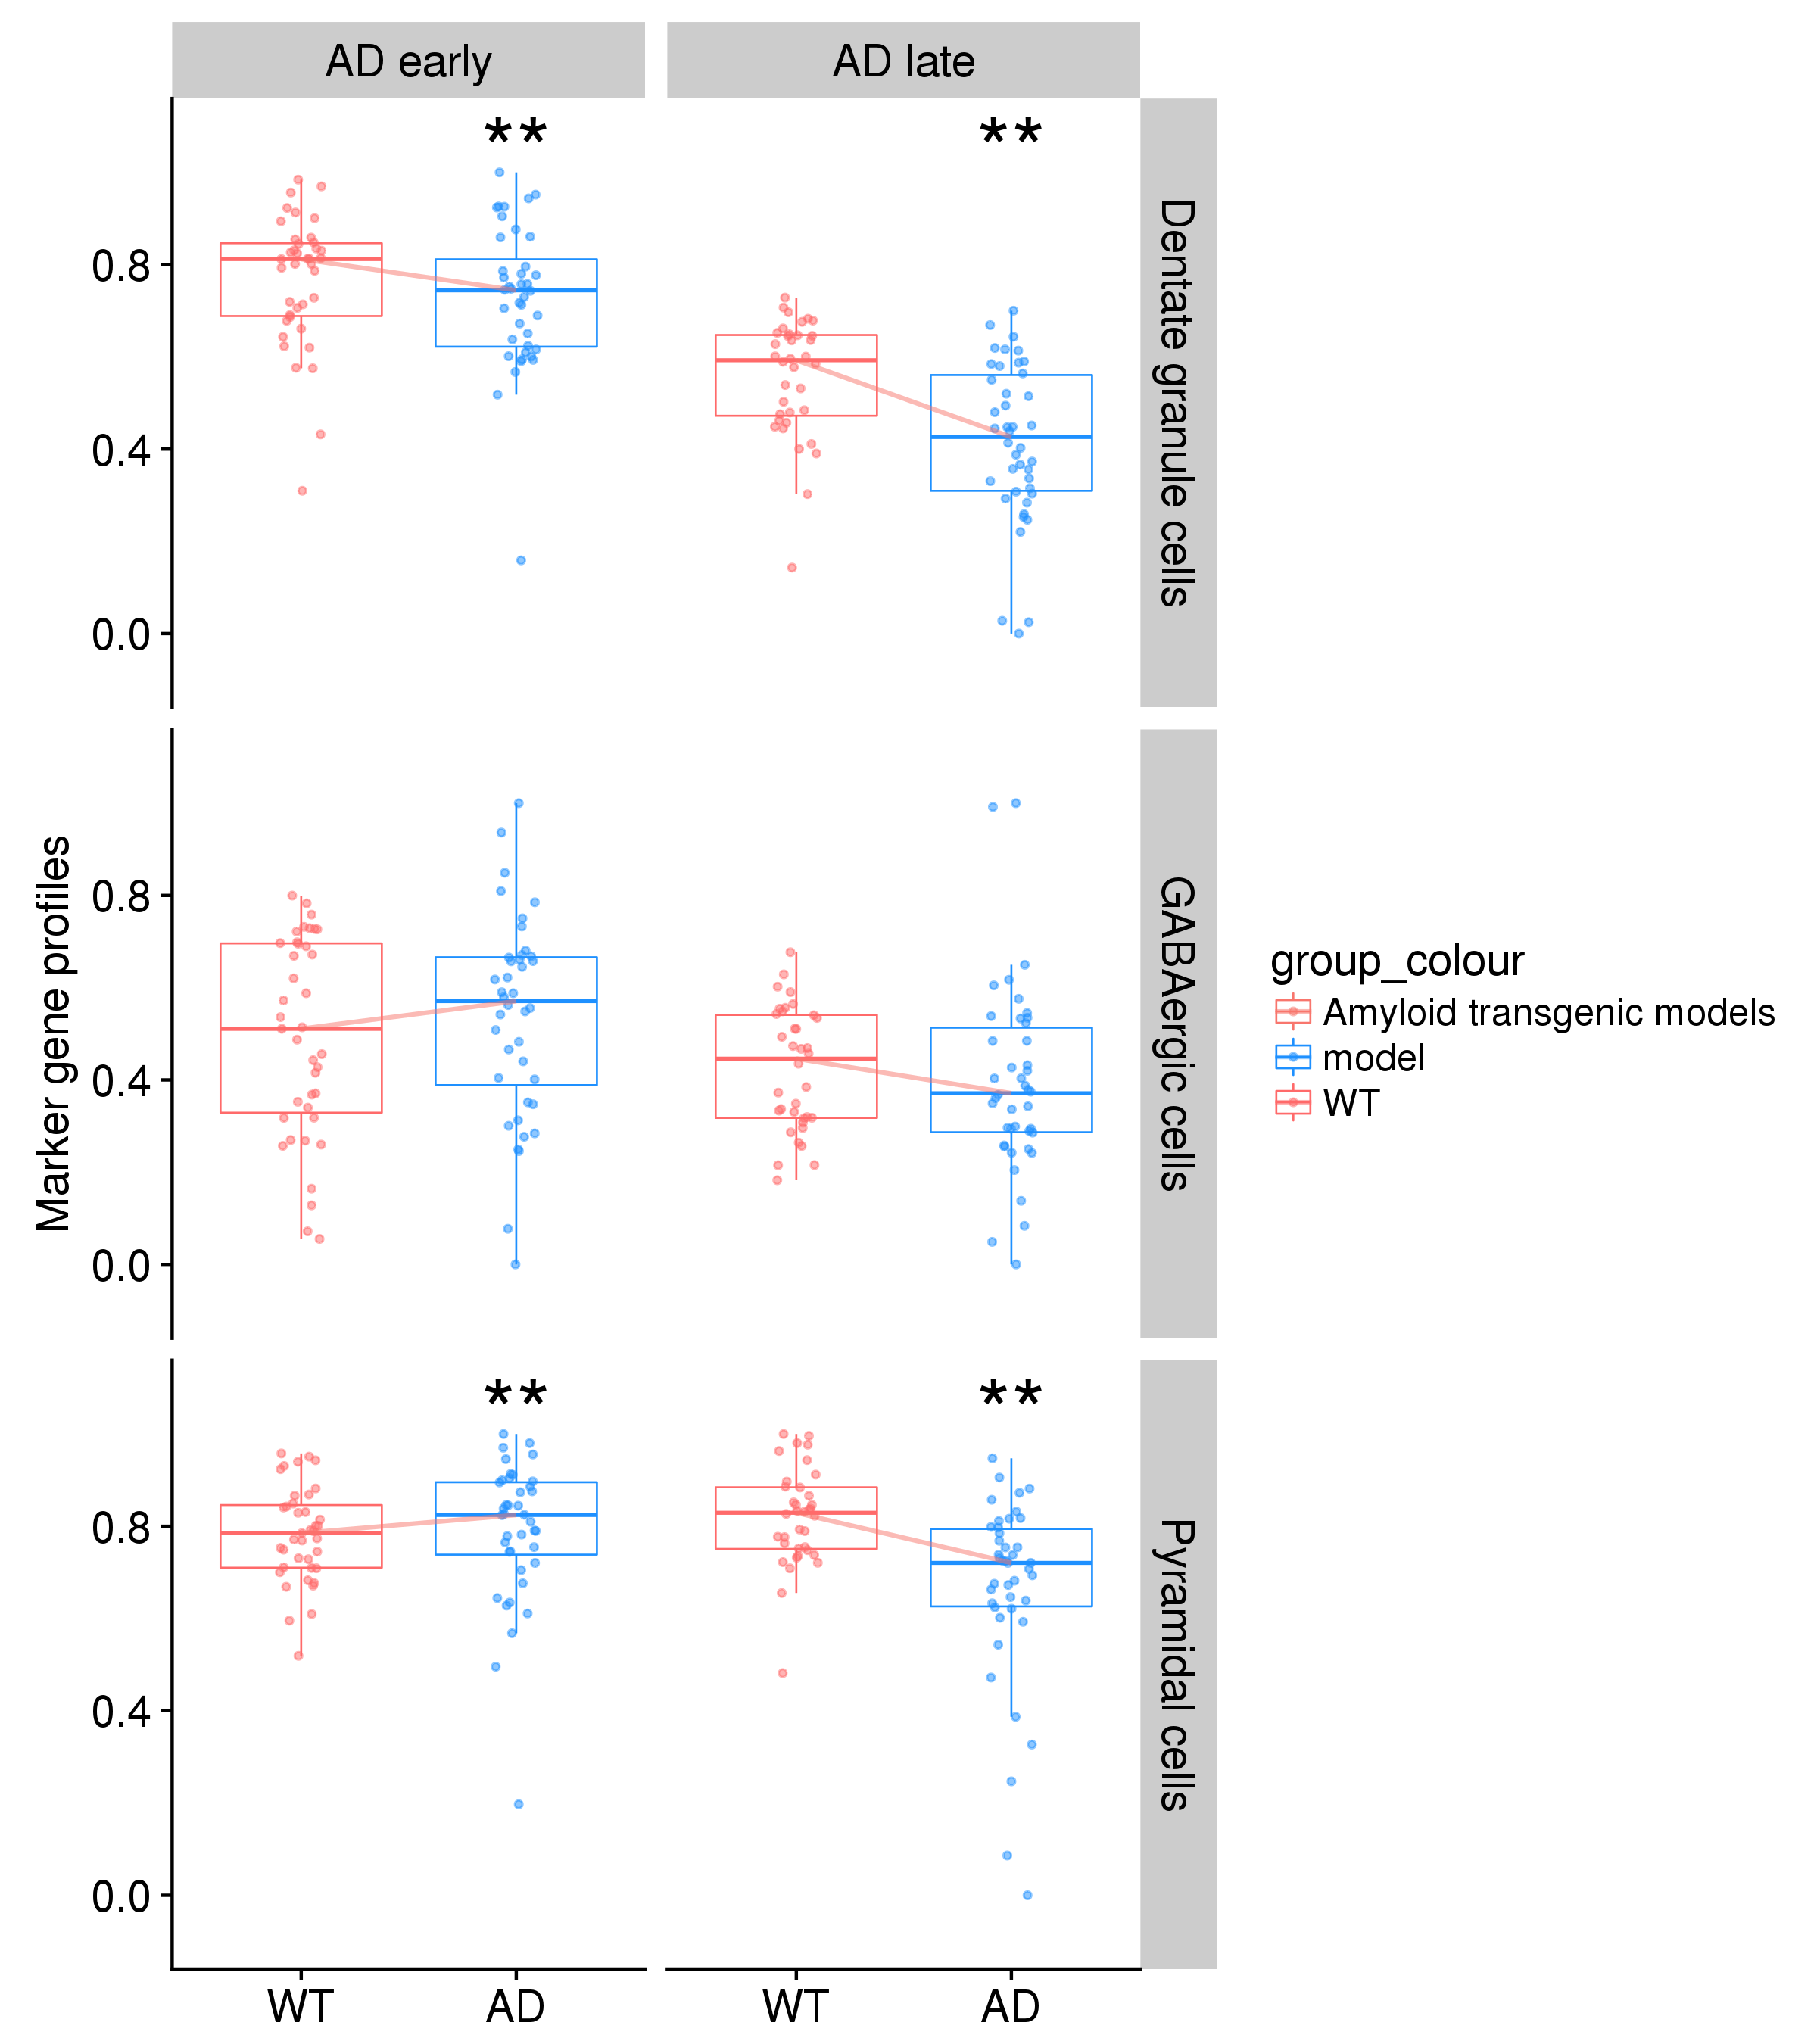 AD early
AD late
**
**
Dentate granule cells
0.8
0.4
0.0
GABAergic cells
0.8
0.4
0.0
Marker gene profiles
**
**
Pyramidal cells
0.8
0.4
0.0
WT
AD
WT
AD
group_colour
Amyloid transgenic models
model
WT